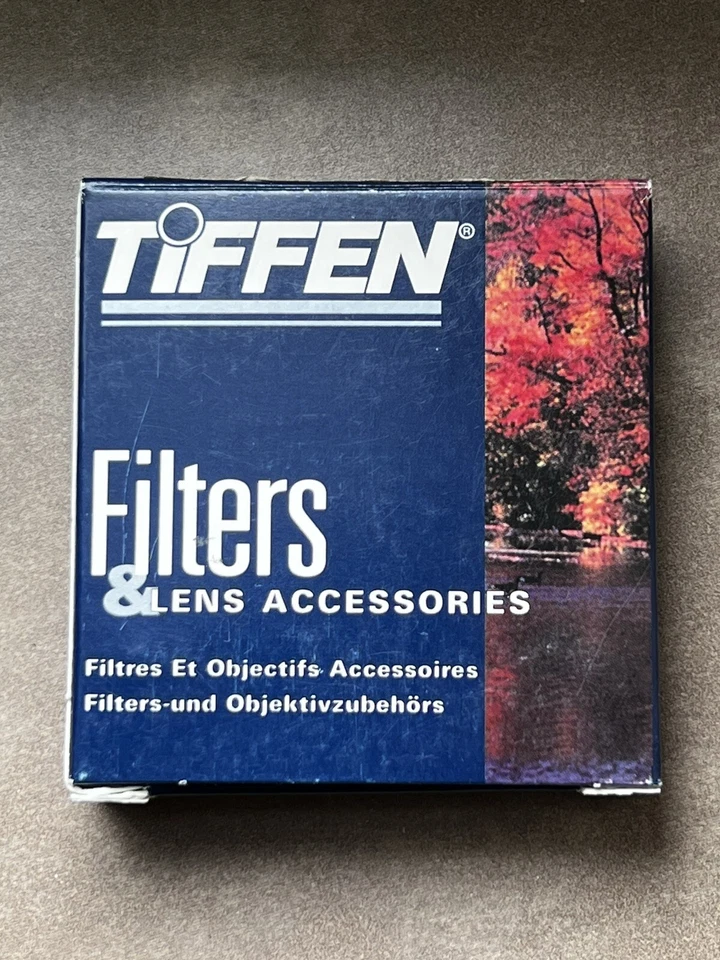 TiFFEN®
Filters
& LENS ACCESSORIES
Filtres Et Objectifs Accessoires
Filters-und Objektivzubehörs